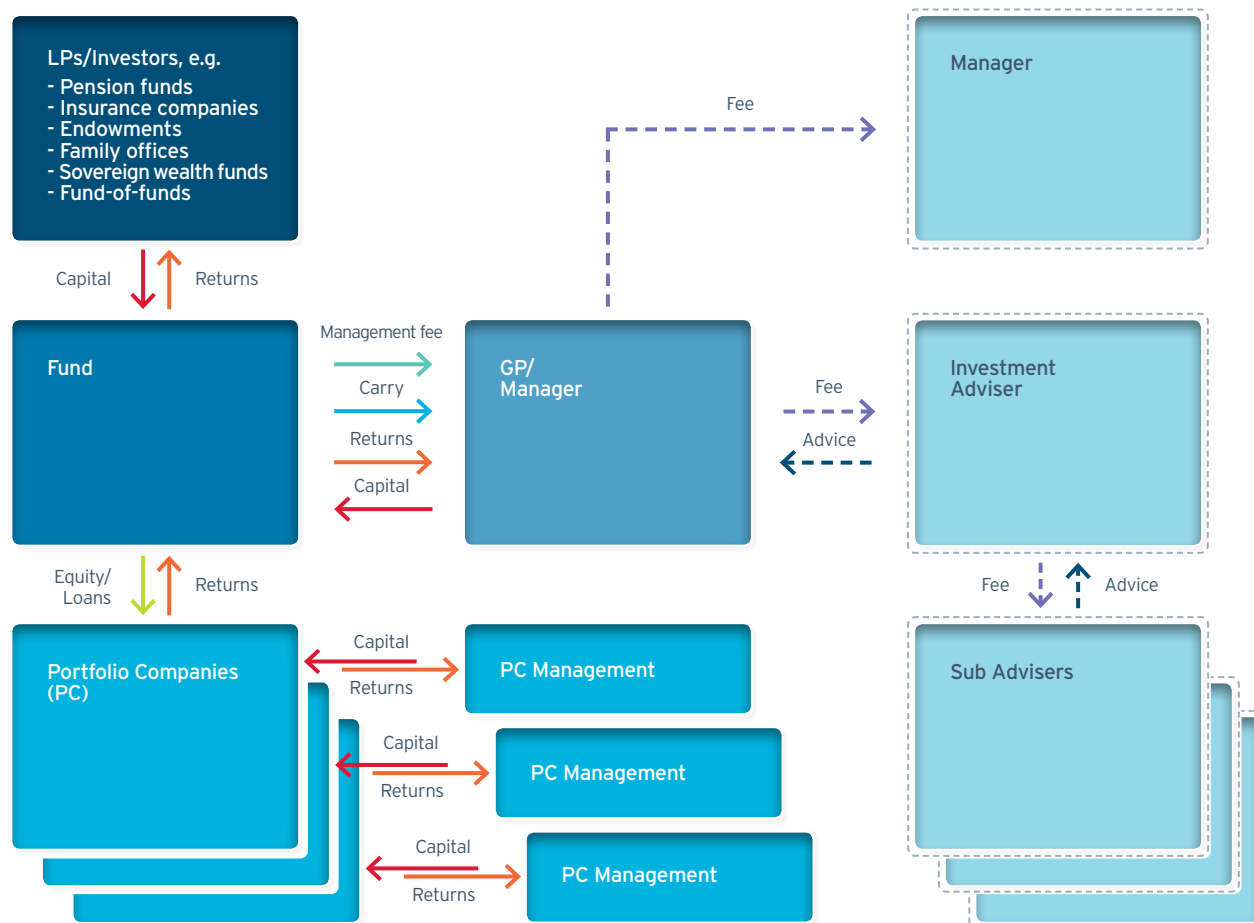 LPs/Investors, e.g.
- Pension funds
- Insurance companies
- Endowments
- Family offices
- Sovereign wealth funds
- Fund-of-funds
Fee
Manager
Capital
Returns
Fund
Management fee
Carry
Returns
Capital
GP/
Manager
Fee
Advice
Investment
Adviser
Equity/
Loans
Returns
Fee
Advice
Portfolio Companies
(PC)
Capital
Returns
PC Management
Sub Advisers
Capital
Returns
PC Management
Capital
Returns
PC Management